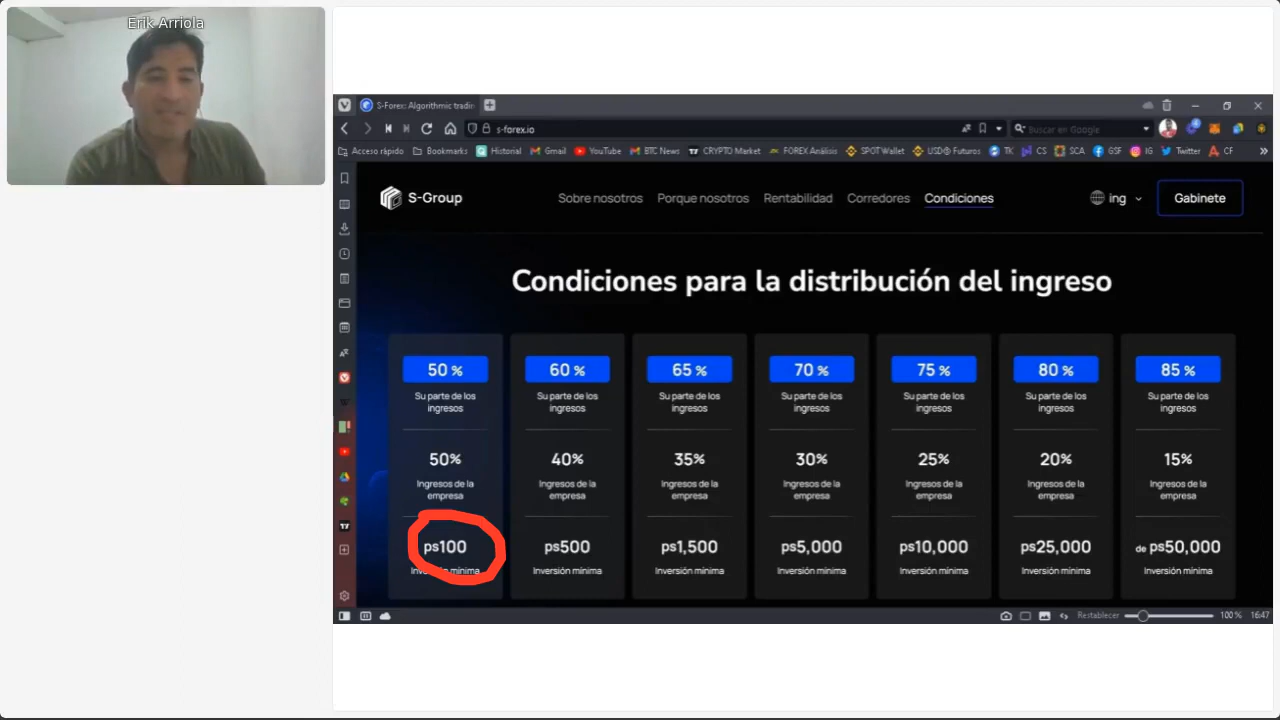 Erik Arriola
S-Forex: Algorithmic tradin
s-forex.io
Buscar en Google
Acceso rápido Bookmarks Historial Gmail YouTube BTC News CRYPTO Market FOREX Análisis SPOT Wallet USD® Futuros TK CS SCA GSF IG Twitter CF »
S-Group
Sobre nosotros Porque nosotros Rentabilidad Corredores Condiciones ing Gabinete
Condiciones para la distribución del ingreso
50 % 60 % 65 % 70 % 75 % 80 % 85 %
Su parte de los Su parte de los Su parte de los Su parte de los Su parte de los Su parte de los Su parte de los
ingresos ingresos ingresos ingresos ingresos ingresos ingresos
50% 40% 35% 30% 25% 20% 15%
Ingresos de la Ingresos de la Ingresos de la Ingresos de la Ingresos de la Ingresos de la Ingresos de la
empresa empresa empresa empresa empresa empresa empresa
ps100 ps500 ps1,500 ps5,000 ps10,000 ps25,000 de ps50,000
Inversión mínima Inversión mínima Inversión mínima Inversión mínima Inversión mínima Inversión mínima Inversión mínima
Restablecer 100 % 16:47